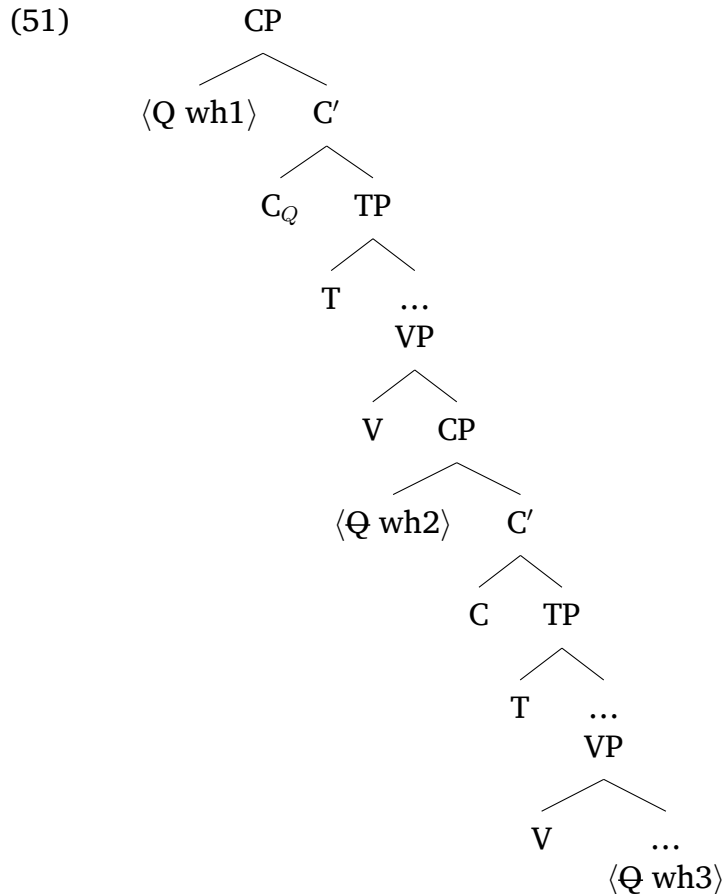 (51) CP
⟨Q wh1⟩ C′
C_Q TP
T …
VP
V CP
⟨Q̶ wh2⟩ C′
C TP
T …
VP
V …
⟨Q̶ wh3⟩